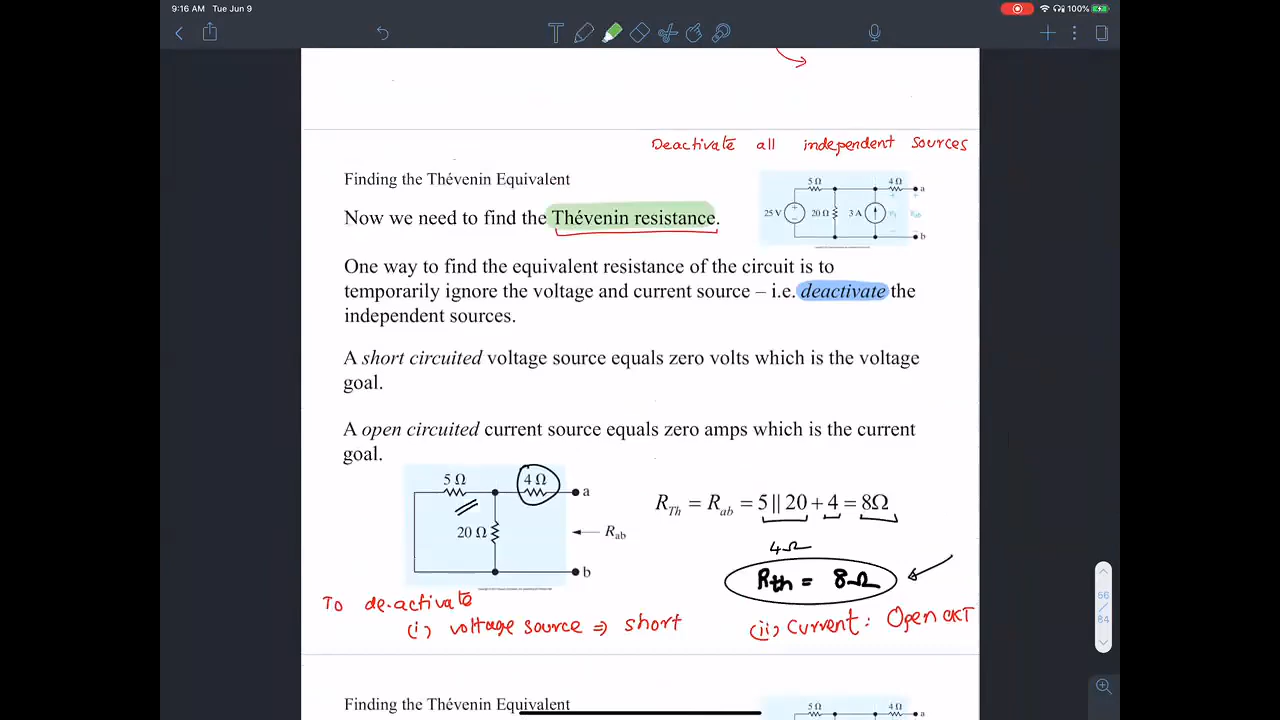 9:16 AM Tue Jun 9
100%
T
Deactivate all independent sources
Finding the Thévenin Equivalent
Now we need to find the Thévenin resistance.
5 Ω
4 Ω
a
25 V
20 Ω
3 A
b
One way to find the equivalent resistance of the circuit is to
temporarily ignore the voltage and current source – i.e. deactivate the
independent sources.
A short circuited voltage source equals zero volts which is the voltage
goal.
A open circuited current source equals zero amps which is the current
goal.
5 Ω
4 Ω
a
20 Ω
Rab
b
RTh = Rab = 5 || 20 + 4 = 8Ω
4Ω
Rth = 8Ω
To de-activate
(i) voltage source ⇒ short
(ii) Current: Open CKT
56
/
84
Finding the Thévenin Equivalent
5 Ω
4 Ω
a